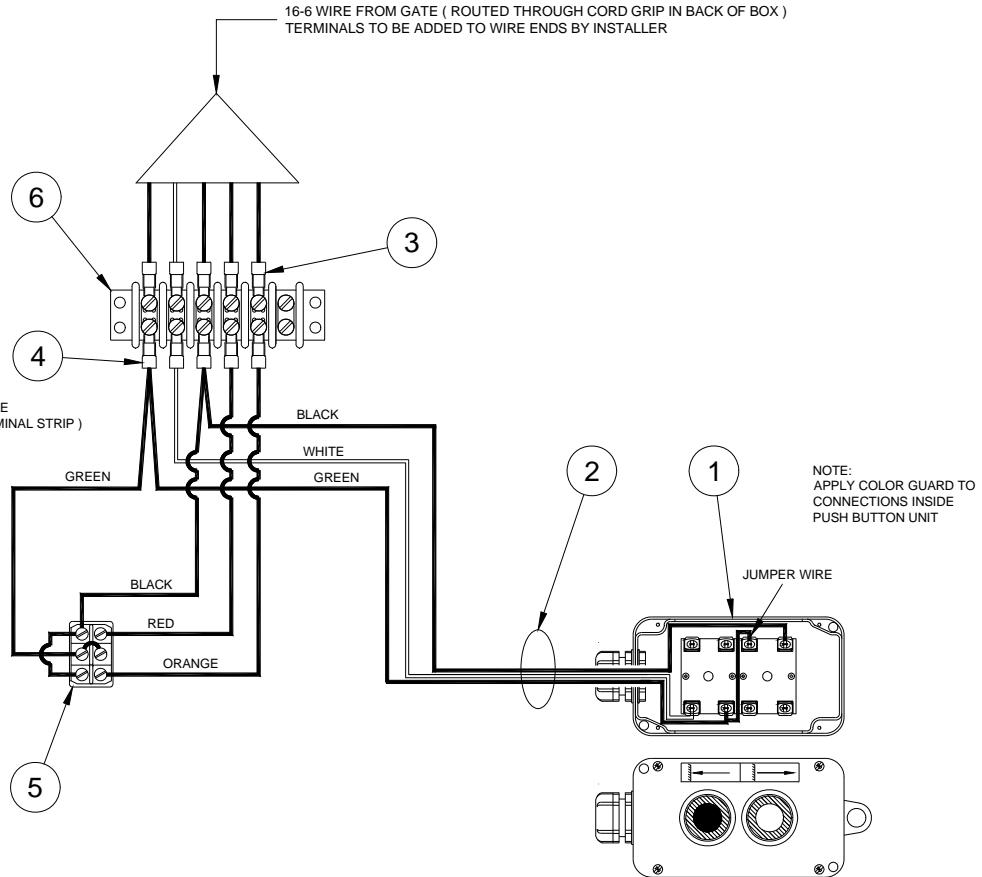 16-6 WIRE FROM GATE ( ROUTED THROUGH CORD GRIP IN BACK OF BOX )
TERMINALS TO BE ADDED TO WIRE ENDS BY INSTALLER
6
3
4
MINAL STRIP )
BLACK
WHITE
GREEN
GREEN
2
1
NOTE:
APPLY COLOR GUARD TO
CONNECTIONS INSIDE
PUSH BUTTON UNIT
JUMPER WIRE
BLACK
RED
ORANGE
5